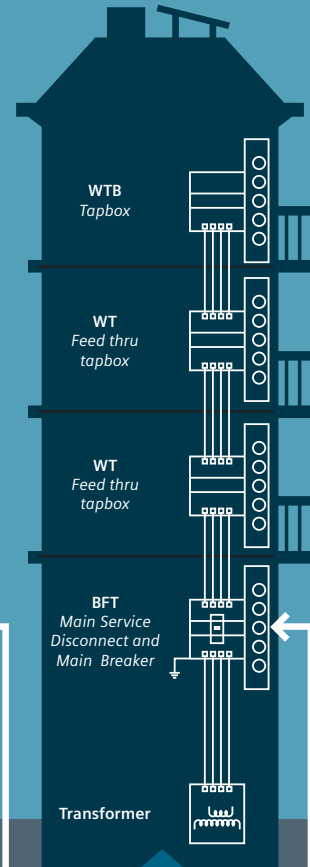 WTB
Tapbox
WT
Feed thru
tapbox
WT
Feed thru
tapbox
BFT
Main Service
Disconnect and
Main Breaker
Transformer